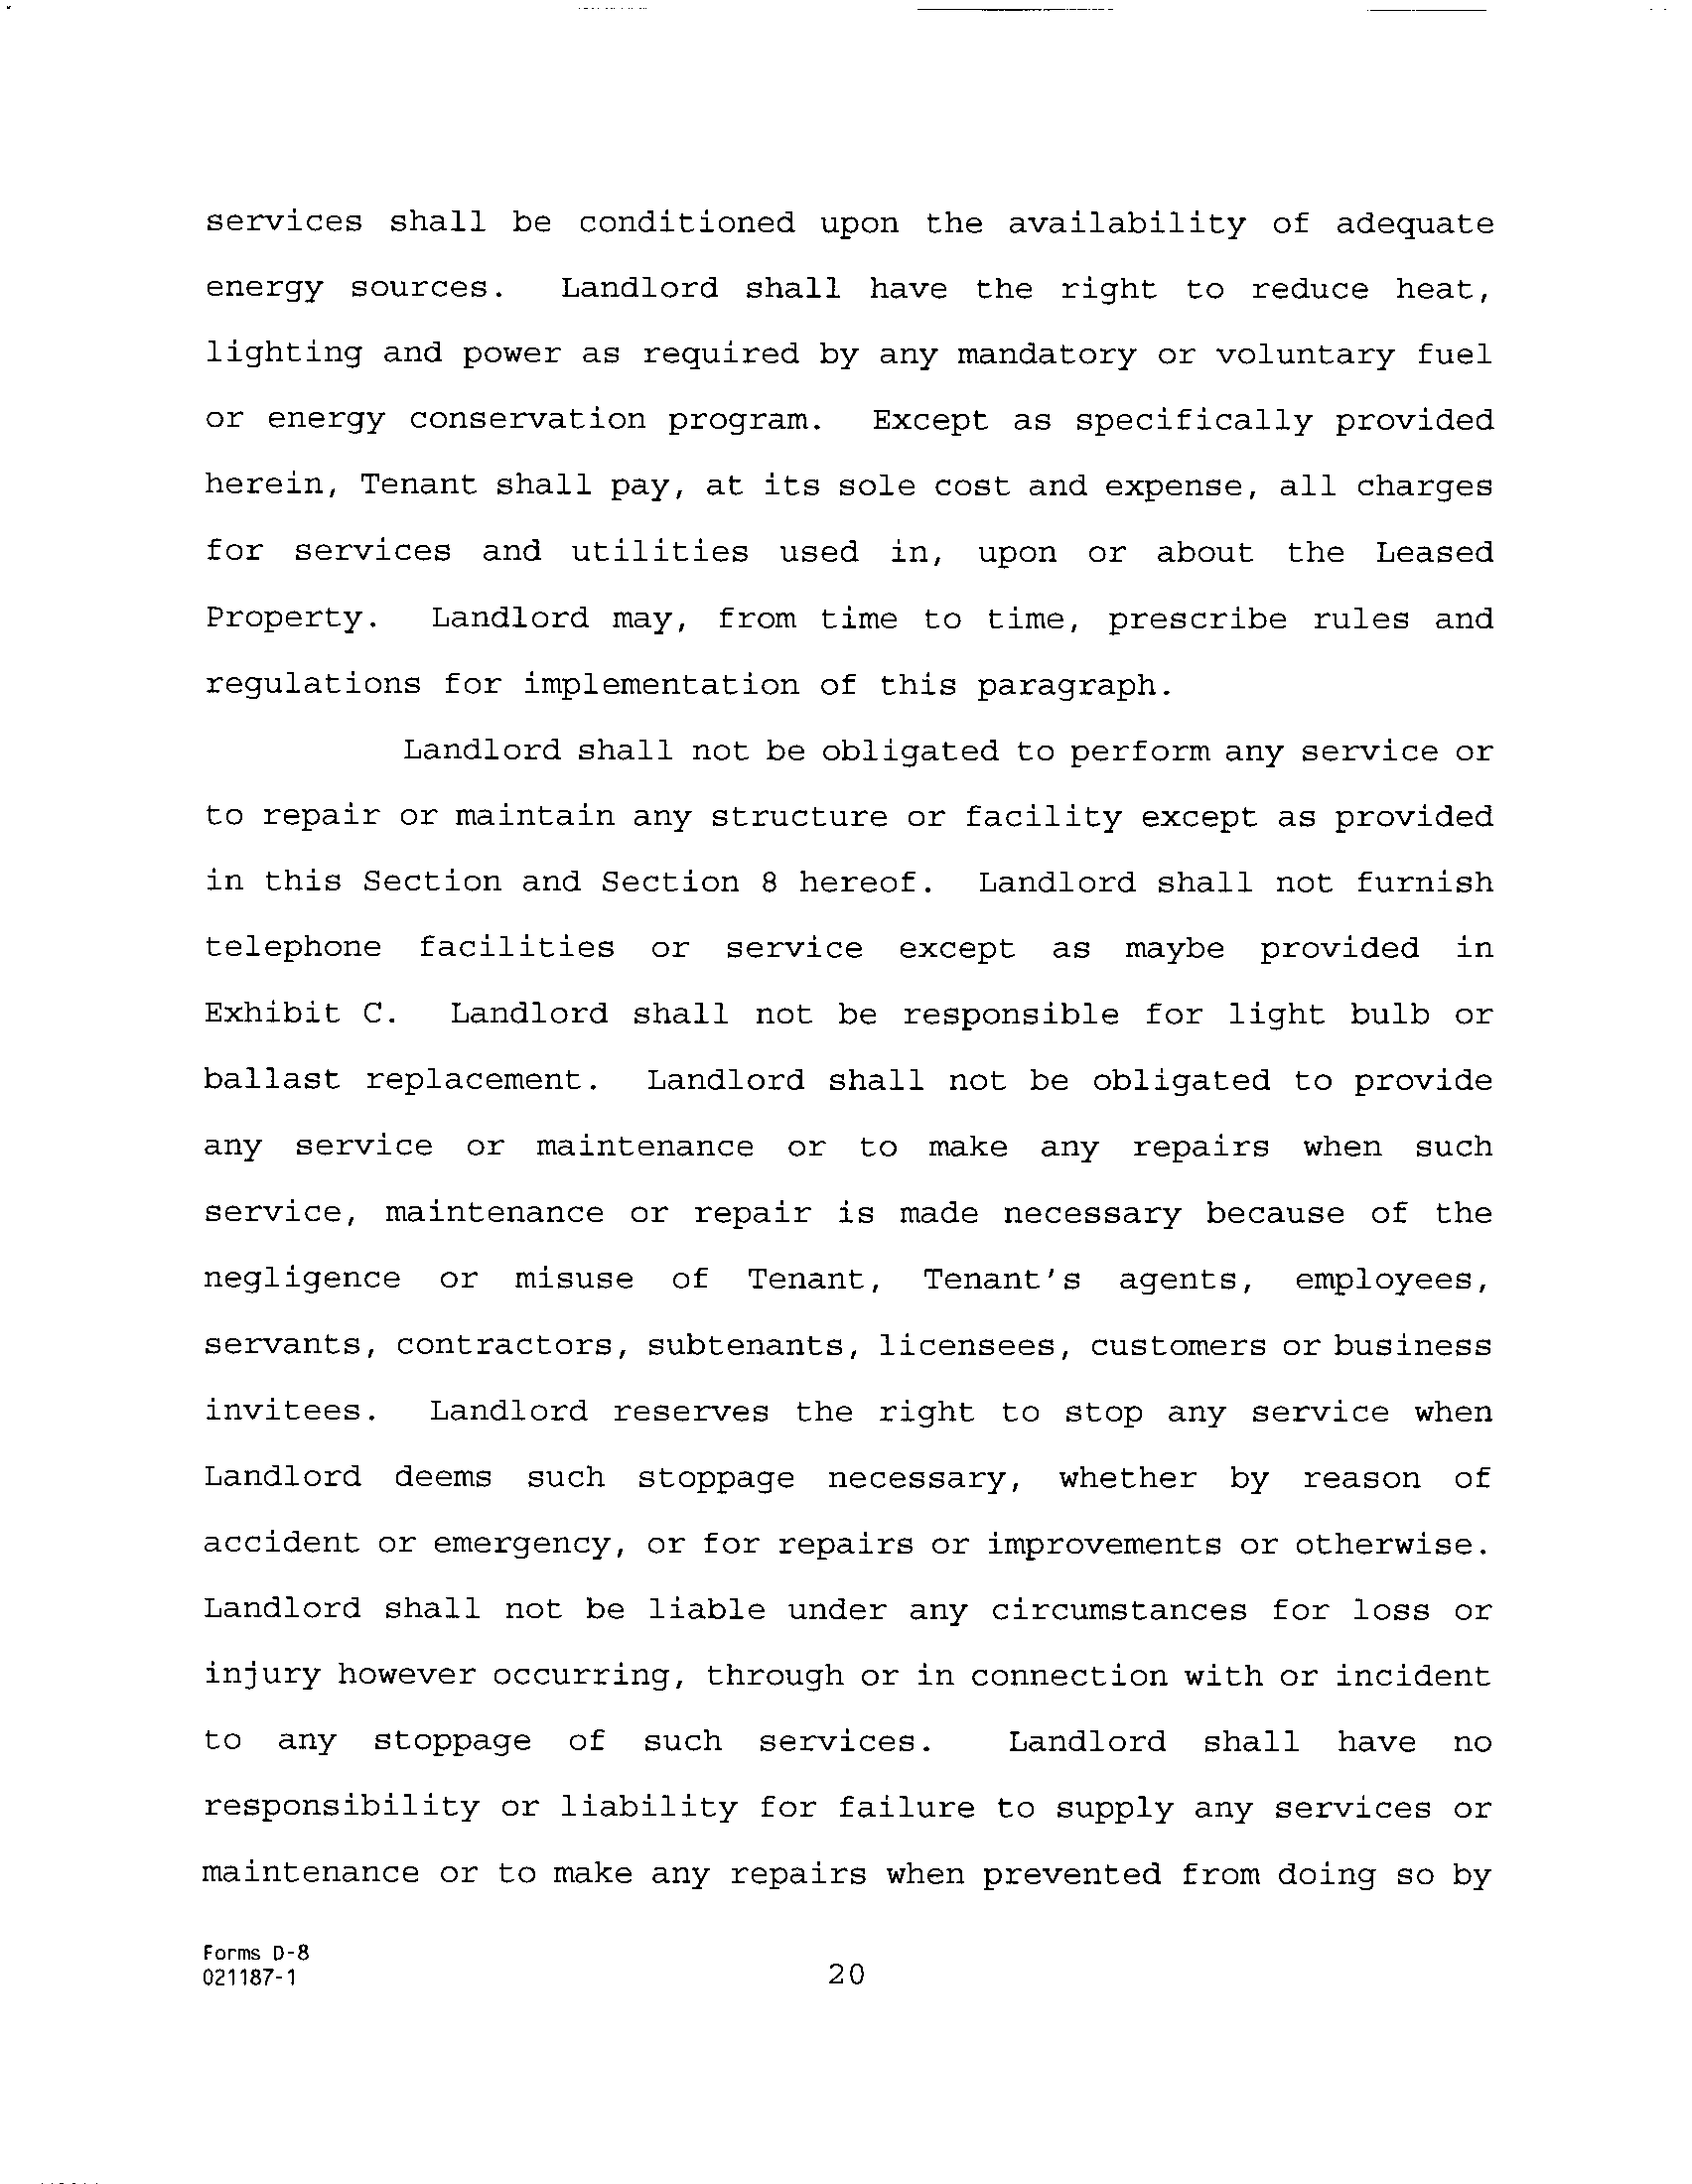 services shall be conditioned upon the availability of adequate
energy sources. Landlord shall have the right to reduce heat,
lighting and power as required by any mandatory or voluntary fuel
or energy conservation program. Except as specifically provided
herein, Tenant shall pay, at its sole cost and expense, all charges
for services and utilities used in, upon or about the Leased
Property. Landlord may, from time to time, prescribe rules and
regulations for implementation of this paragraph.
Landlord shall not be obligated to perform any service or
to repair or maintain any structure or facility except as provided
in this Section and Section 8 hereof. Landlord shall not furnish
telephone facilities or service except as maybe provided in
Exhibit C. Landlord shall not be responsible for light bulb or
ballast replacement. Landlord shall not be obligated to provide
any service or maintenance or to make any repairs when such
service, maintenance or repair is made necessary because of the
negligence or misuse of Tenant, Tenant's agents, employees,
servants, contractors, subtenants, licensees, customers or business
invitees. Landlord reserves the right to stop any service when
Landlord deems such stoppage necessary, whether by reason of
accident or emergency, or for repairs or improvements or otherwise.
Landlord shall not be liable under any circumstances for loss or
injury however occurring, through or in connection with or incident
to any stoppage of such services. Landlord shall have no
responsibility or liability for failure to supply any services or
maintenance or to make any repairs when prevented from doing so by
Forms D-8
021187-1
20